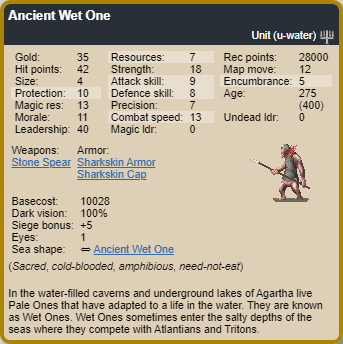 Ancient Wet One
Unit (u-water)
Gold: 35 Resources: 7 Rec points: 28000
Hit points: 42 Strength: 18 Map move: 12
Size: 4 Attack skill: 9 Encumbrance: 5
Protection: 10 Defence skill: 8 Age: 275
Magic res: 13 Precision: 7 (400)
Morale: 11 Combat speed: 13 Undead ldr: 0
Leadership: 40 Magic ldr: 0
Weapons: Armor:
Stone Spear Sharkskin Armor
Sharkskin Cap
Basecost: 10028
Dark vision: 100%
Siege bonus: +5
Eyes: 1
Sea shape: ⇔ Ancient Wet One
(Sacred, cold-blooded, amphibious, need-not-eat)
In the water-filled caverns and underground lakes of Agartha live
Pale Ones that have adapted to a life in the water. They are known
as Wet Ones. Wet Ones sometimes enter the salty depths of the
seas where they compete with Atlantians and Tritons.